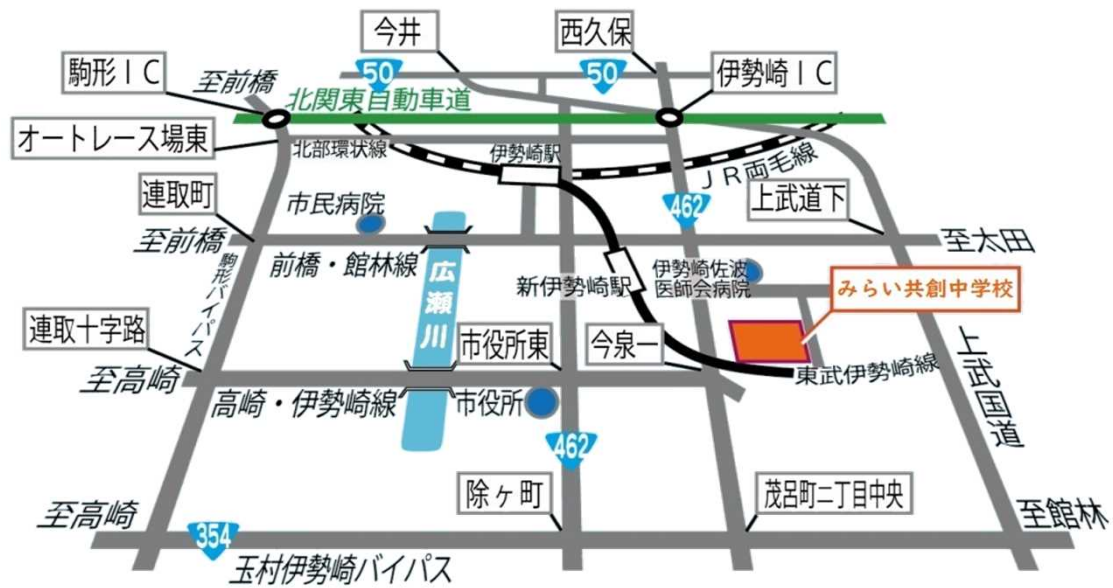 今井
西久保
駒形IC
至前橋
50
50
伊勢崎IC
北関東自動車道
オートレース場東
北部環状線
伊勢崎駅
JR両毛線
連取町
市民病院
462
上武道下
至前橋
前橋・館林線
至太田
駒形バイパス
広瀬川
新伊勢崎駅
伊勢崎佐波
医師会病院
みらい共創中学校
連取十字路
市役所東
今泉一
上武国道
至高崎
東武伊勢崎線
高崎・伊勢崎線
市役所
462
除ヶ町
茂呂町二丁目中央
至高崎
至館林
354
玉村伊勢崎バイパス